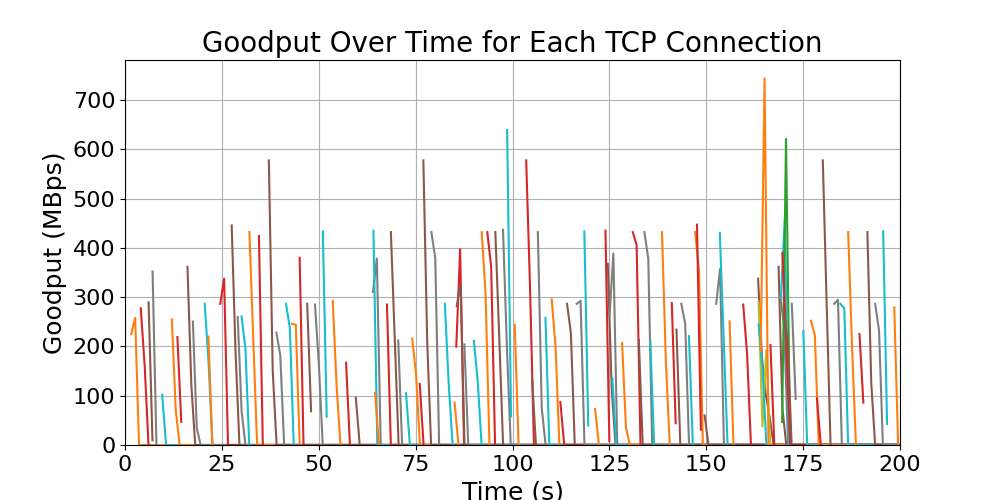 Goodput Over Time for Each TCP Connection
Goodput (MBps)
700
600
500
400
300
200
100
0
0 25 50 75 100 125 150 175 200
Time (s)